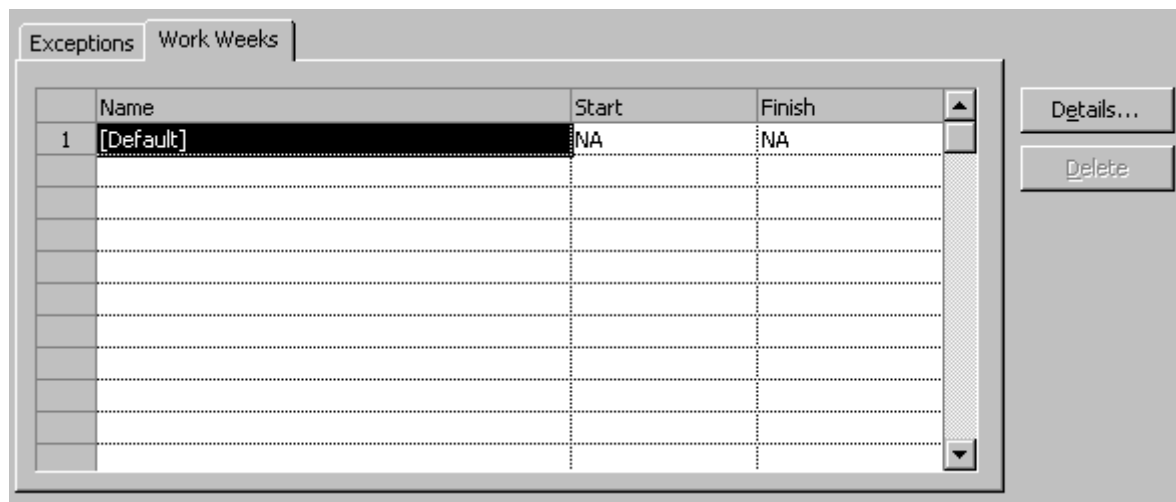 Exceptions Work Weeks
Name Start Finish
Details...
1 [Default] NA NA
Delete